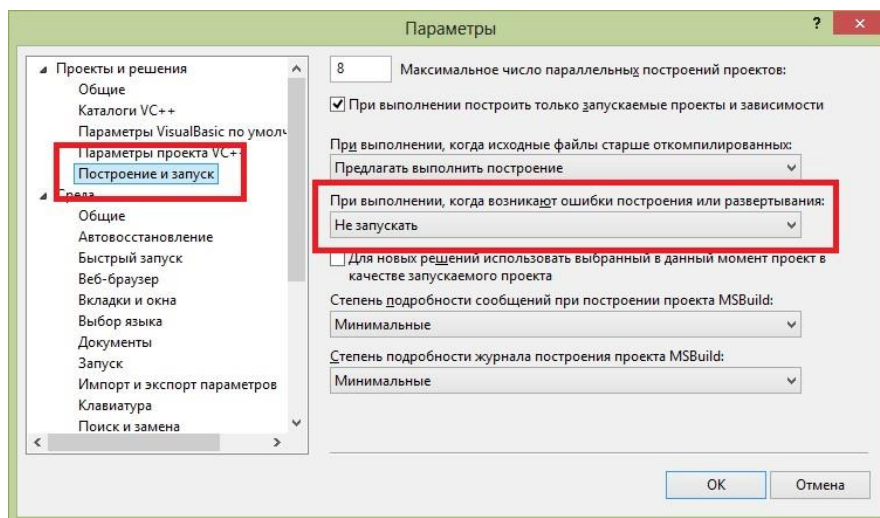 Параметры
?
×
Проекты и решения
Общие
Каталоги VC++
Параметры VisualBasic по умолч
Параметры проекта VC+
Построение и запуск
Среда
Общие
Автовосстановление
Быстрый запуск
Веб-браузер
Вкладки и окна
Выбор языка
Документы
Запуск
Импорт и экспорт параметров
Клавиатура
Поиск и замена
8 Максимальное число параллельных построений проектов:
При выполнении построить только запускаемые проекты и зависимости
При выполнении, когда исходные файлы старше откомпилированных:
Предлагать выполнить построение
При выполнении, когда возникают ошибки построения или развертывания:
Не запускать
Для новых решений использовать выбранный в данный момент проект в
качестве запускаемого проекта
Степень подробности сообщений при построении проекта MSBuild:
Минимальные
Степень подробности журнала построения проекта MSBuild:
Минимальные
OK
Отмена